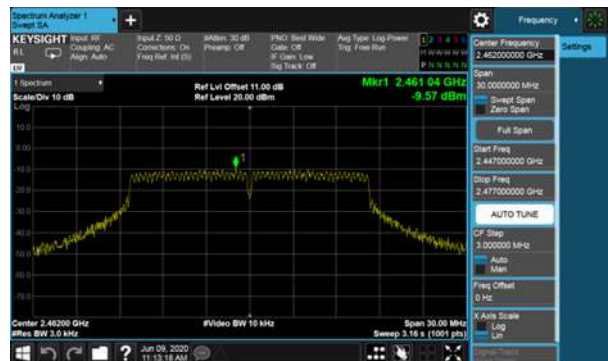 Spectrum Analyzer 1
Swept SA
+
Frequency
KEYSIGHT
RL
Input: RF
Coupling: AC
Align: Auto
Input Z: 50 Ω
Corrections: On
Freq Ref: Int (S)
#Atten: 30 dB
Preamp: Off
PNO: Best Wide
Gate: Off
IF Gain: Low
Sig Track: Off
Avg Type: Log-Power
Trig: Free Run
1 2 3 4 5 6
M W W W W W
P N N N N N
Center Frequency
2.462000000 GHz
Settings
Span
30.0000000 MHz
Swept Span
Zero Span
Full Span
Start Freq
2.447000000 GHz
Stop Freq
2.477000000 GHz
AUTO TUNE
CF Step
3.000000 MHz
Auto
Man
Freq Offset
0 Hz
X Axis Scale
Log
Lin
Signal Track
1 Spectrum
Scale/Div 10 dB
Log
Ref Lvl Offset 11.00 dB
Ref Level 20.00 dBm
Mkr1 2.461 04 GHz
-9.57 dBm
10.0
0.00
-10.0
-20.0
-30.0
-40.0
-50.0
-60.0
-70.0
1
Center 2.46200 GHz
#Res BW 3.0 kHz
#Video BW 10 kHz
Span 30.00 MHz
Sweep 3.16 s (1001 pts)
?
Jun 09, 2020
11:13:18 AM